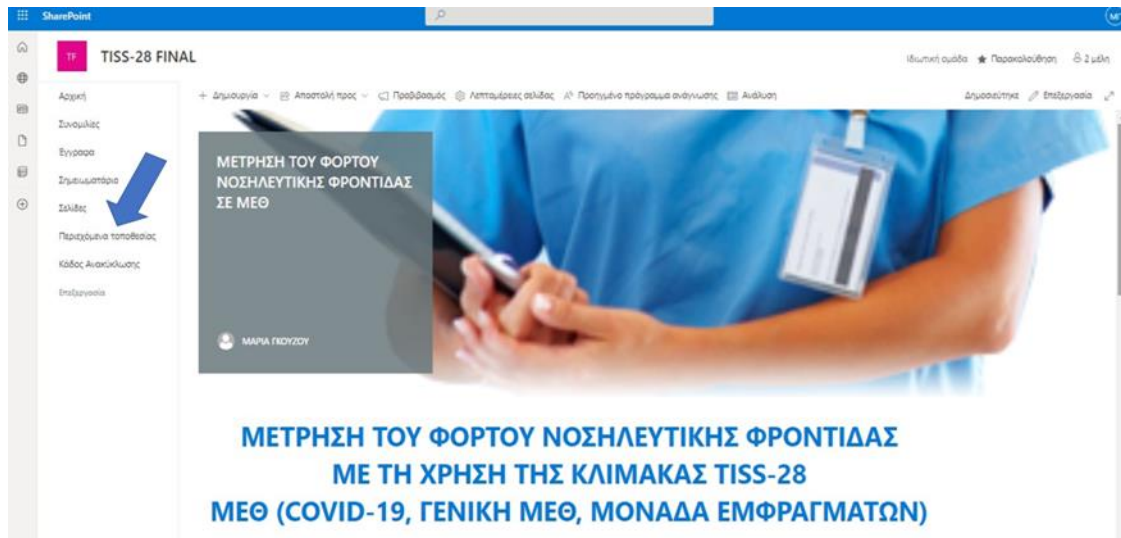 SharePoint
ΜΓ
TF
TISS-28 FINAL
Ιδιωτική ομάδα ★ Παρακολούθηση 2 μέλη
Αρχική
Συνομιλίες
Έγγραφα
Σημειωματάριο
Σελίδες
Περιεχόμενα τοποθεσίας
Κάδος Ανακύκλωσης
Επεξεργασία
+ Δημιουργία Αποστολή προς Προβιβασμός Λεπτομέρειες σελίδας Προηγμένο πρόγραμμα ανάγνωσης Ανάλυση
Δημοσιεύτηκε Επεξεργασία
ΜΕΤΡΗΣΗ ΤΟΥ ΦΟΡΤΟΥ
ΝΟΣΗΛΕΥΤΙΚΗΣ ΦΡΟΝΤΙΔΑΣ
ΣΕ ΜΕΘ
ΜΑΡΙΑ ΓΚΟΥΖΟΥ
ΜΕΤΡΗΣΗ ΤΟΥ ΦΟΡΤΟΥ ΝΟΣΗΛΕΥΤΙΚΗΣ ΦΡΟΝΤΙΔΑΣ
ΜΕ ΤΗ ΧΡΗΣΗ ΤΗΣ ΚΛΙΜΑΚΑΣ TISS-28
ΜΕΘ (COVID-19, ΓΕΝΙΚΗ ΜΕΘ, ΜΟΝΑΔΑ ΕΜΦΡΑΓΜΑΤΩΝ)